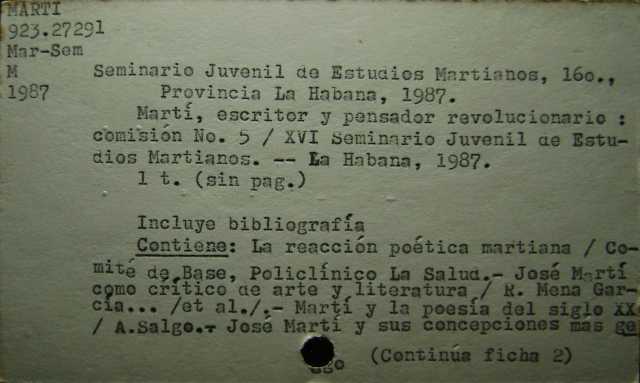 MARTI
923.27291
Mar-Sem
M Seminario Juvenil de Estudios Martianos, 16o.,
1987 Provincia La Habana, 1987.
Martí, escritor y pensador revolucionario :
comisión No. 5 / XVI Seminario Juvenil de Estu-
dios Martianos. -- La Habana, 1987.
1 t. (sin pag.)
Incluye bibliografía
Contiene: La reacción poética martiana / Co-
mité de Base, Policlínico La Salud.- José Martí
como crítico de arte y literatura / R. Mena Gar-
cía... /et al./.- Martí y la poesía del siglo XX
/ A.Salgo.- José Martí y sus concepciones mas ge
(Continúa ficha 2)